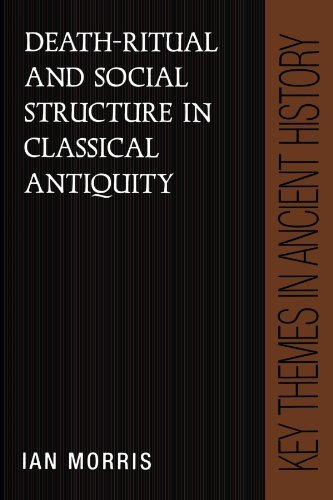 DEATH-RITUAL
AND SOCIAL
STRUCTURE IN
CLASSICAL
ANTIQUITY
IAN MORRIS
KEY THEMES IN ANCIENT HISTORY